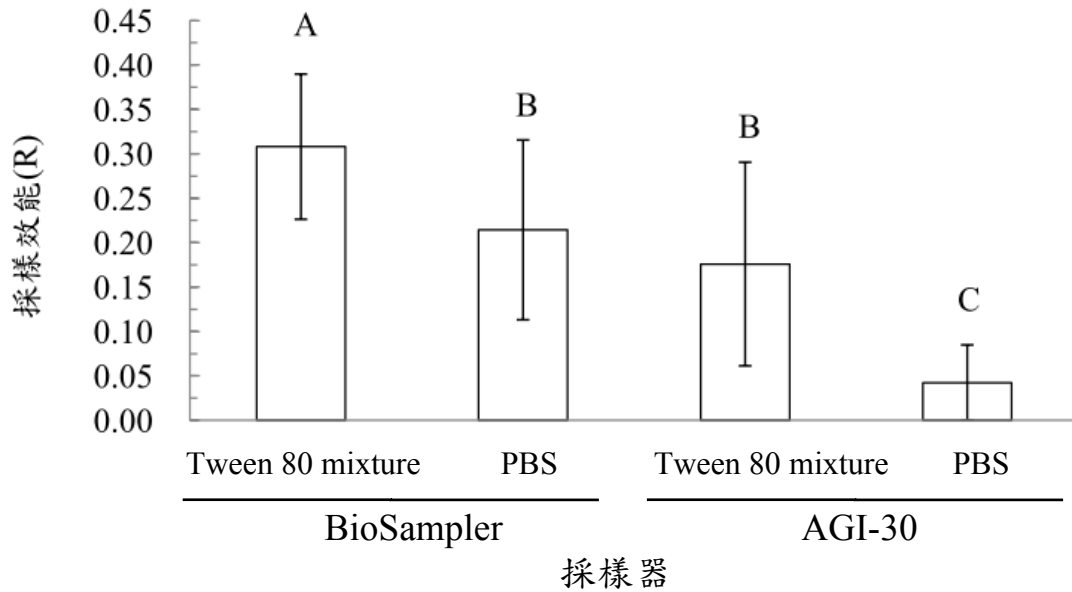 採樣效能(R)
0.45
0.40
0.35
0.30
0.25
0.20
0.15
0.10
0.05
0.00
A
B
B
C
Tween 80 mixture PBS Tween 80 mixture PBS
BioSampler AGI-30
採樣器